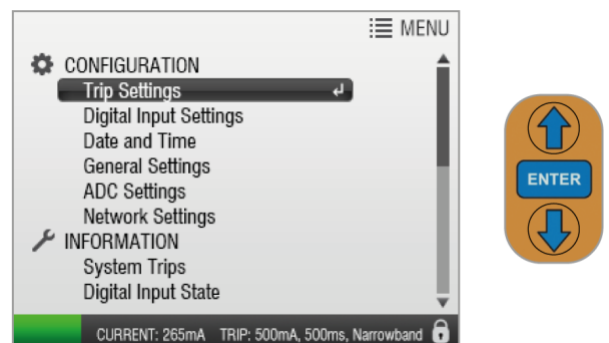 MENU
CONFIGURATION
Trip Settings
Digital Input Settings
Date and Time
General Settings
ADC Settings
Network Settings
INFORMATION
System Trips
Digital Input State
CURRENT: 265mA TRIP: 500mA, 500ms, Narrowband
ENTER